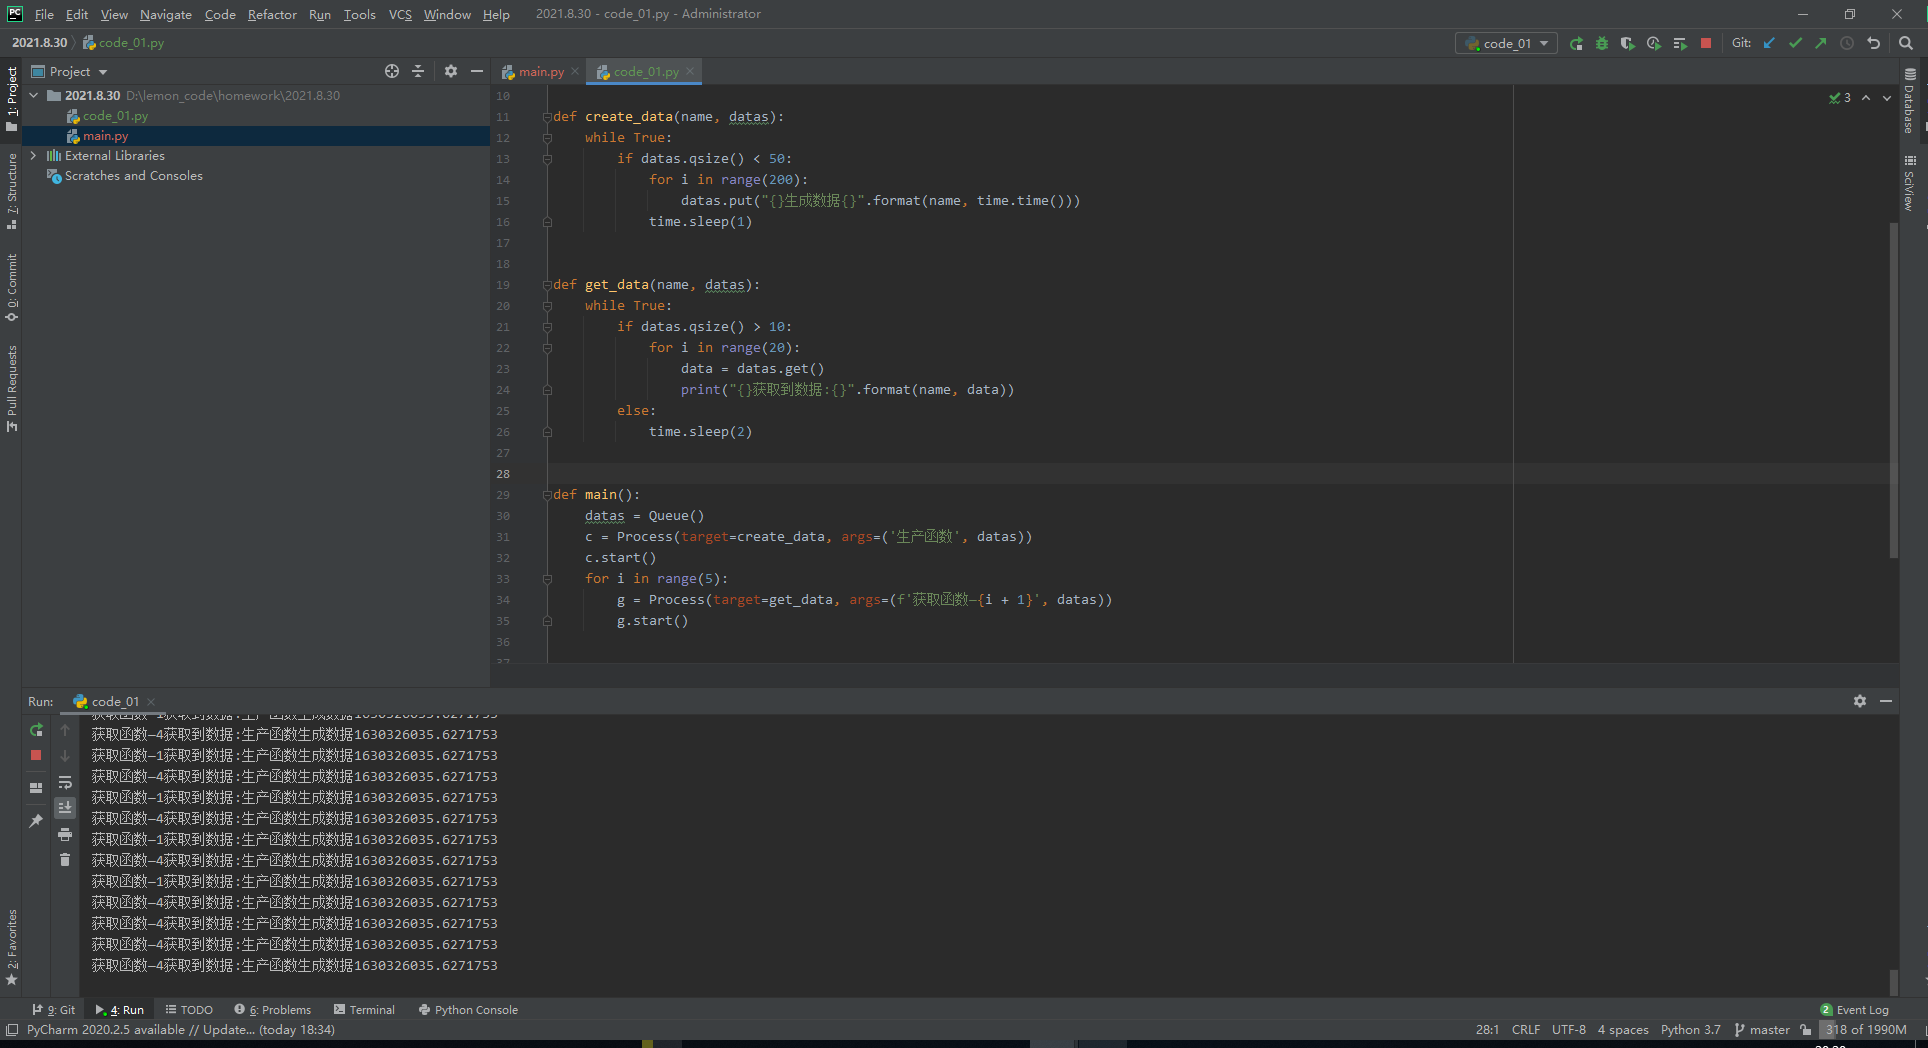 File Edit View Navigate Code Refactor Run Tools VCS Window Help 2021.8.30 - code_01.py - Administrator
2021.8.30 code_01.py
code_01
Git:
Project
main.py
code_01.py
1: Project
7: Structure
0: Commit
Pull Requests
2: Favorites
2021.8.30 D:\lemon_code\homework\2021.8.30
code_01.py
main.py
External Libraries
Scratches and Consoles
3
Database
SciView
10
11 def create_data(name, datas):
12 while True:
13 if datas.qsize() < 50:
14 for i in range(200):
15 datas.put("{}生成数据{}".format(name, time.time()))
16 time.sleep(1)
17
18
19 def get_data(name, datas):
20 while True:
21 if datas.qsize() > 10:
22 for i in range(20):
23 data = datas.get()
24 print("{}获取到数据:{}".format(name, data))
25 else:
26 time.sleep(2)
27
28
29 def main():
30 datas = Queue()
31 c = Process(target=create_data, args=('生产函数', datas))
32 c.start()
33 for i in range(5):
34 g = Process(target=get_data, args=(f'获取函数—{i + 1}', datas))
35 g.start()
36
37
Run: code_01
获取函数—1获取到数据:生产函数生成数据1630326035.6271753
获取函数—4获取到数据:生产函数生成数据1630326035.6271753
获取函数—1获取到数据:生产函数生成数据1630326035.6271753
获取函数—4获取到数据:生产函数生成数据1630326035.6271753
获取函数—1获取到数据:生产函数生成数据1630326035.6271753
获取函数—4获取到数据:生产函数生成数据1630326035.6271753
获取函数—1获取到数据:生产函数生成数据1630326035.6271753
获取函数—4获取到数据:生产函数生成数据1630326035.6271753
获取函数—1获取到数据:生产函数生成数据1630326035.6271753
获取函数—4获取到数据:生产函数生成数据1630326035.6271753
获取函数—4获取到数据:生产函数生成数据1630326035.6271753
获取函数—4获取到数据:生产函数生成数据1630326035.6271753
获取函数—4获取到数据:生产函数生成数据1630326035.6271753
9: Git 4: Run TODO 6: Problems Terminal Python Console 2 Event Log
PyCharm 2020.2.5 available // Update... (today 18:34) 28:1 CRLF UTF-8 4 spaces Python 3.7 master 318 of 1990M